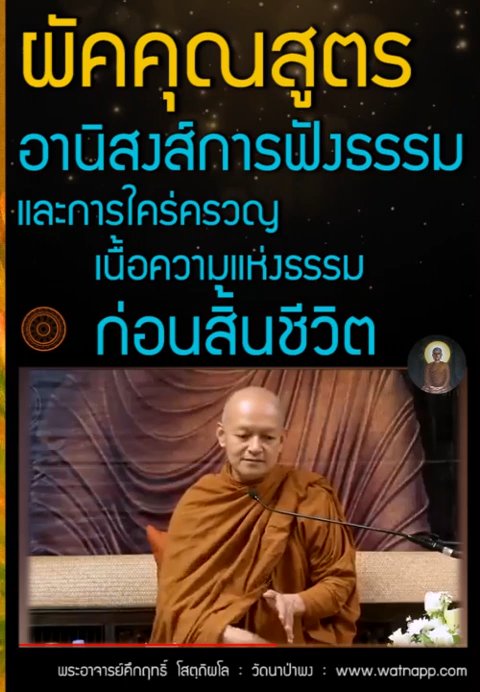 ผัคคุณสูตร
อานิสงส์การฟังธรรม
และการใคร่ครวญ
เนื้อความแห่งธรรม
ก่อนสิ้นชีวิต
พระอาจารย์คึกฤทธิ์ โสตฺถิผโล : วัดนาป่าพง : www.watnapp.com